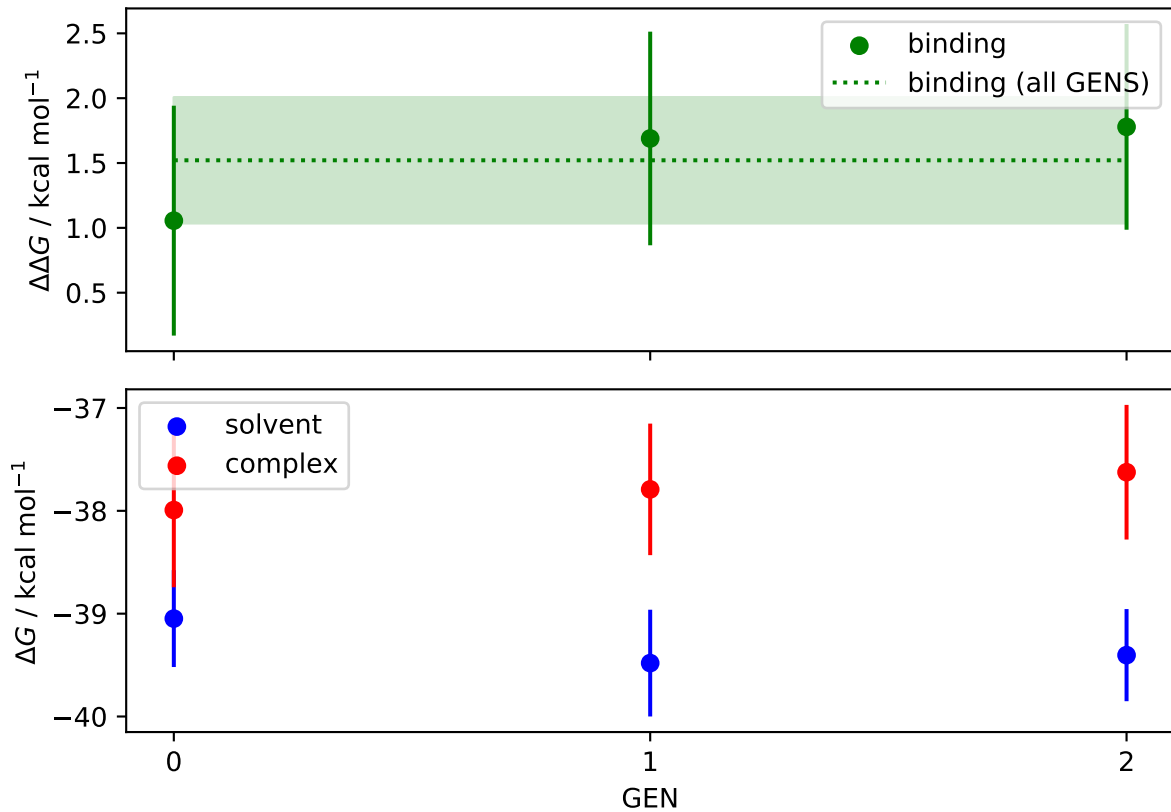 2.5
2.0
1.5
1.0
0.5
ΔΔG / kcal mol⁻¹
binding
binding (all GENS)
−37
−38
−39
−40
ΔG / kcal mol⁻¹
solvent
complex
0 1 2
GEN